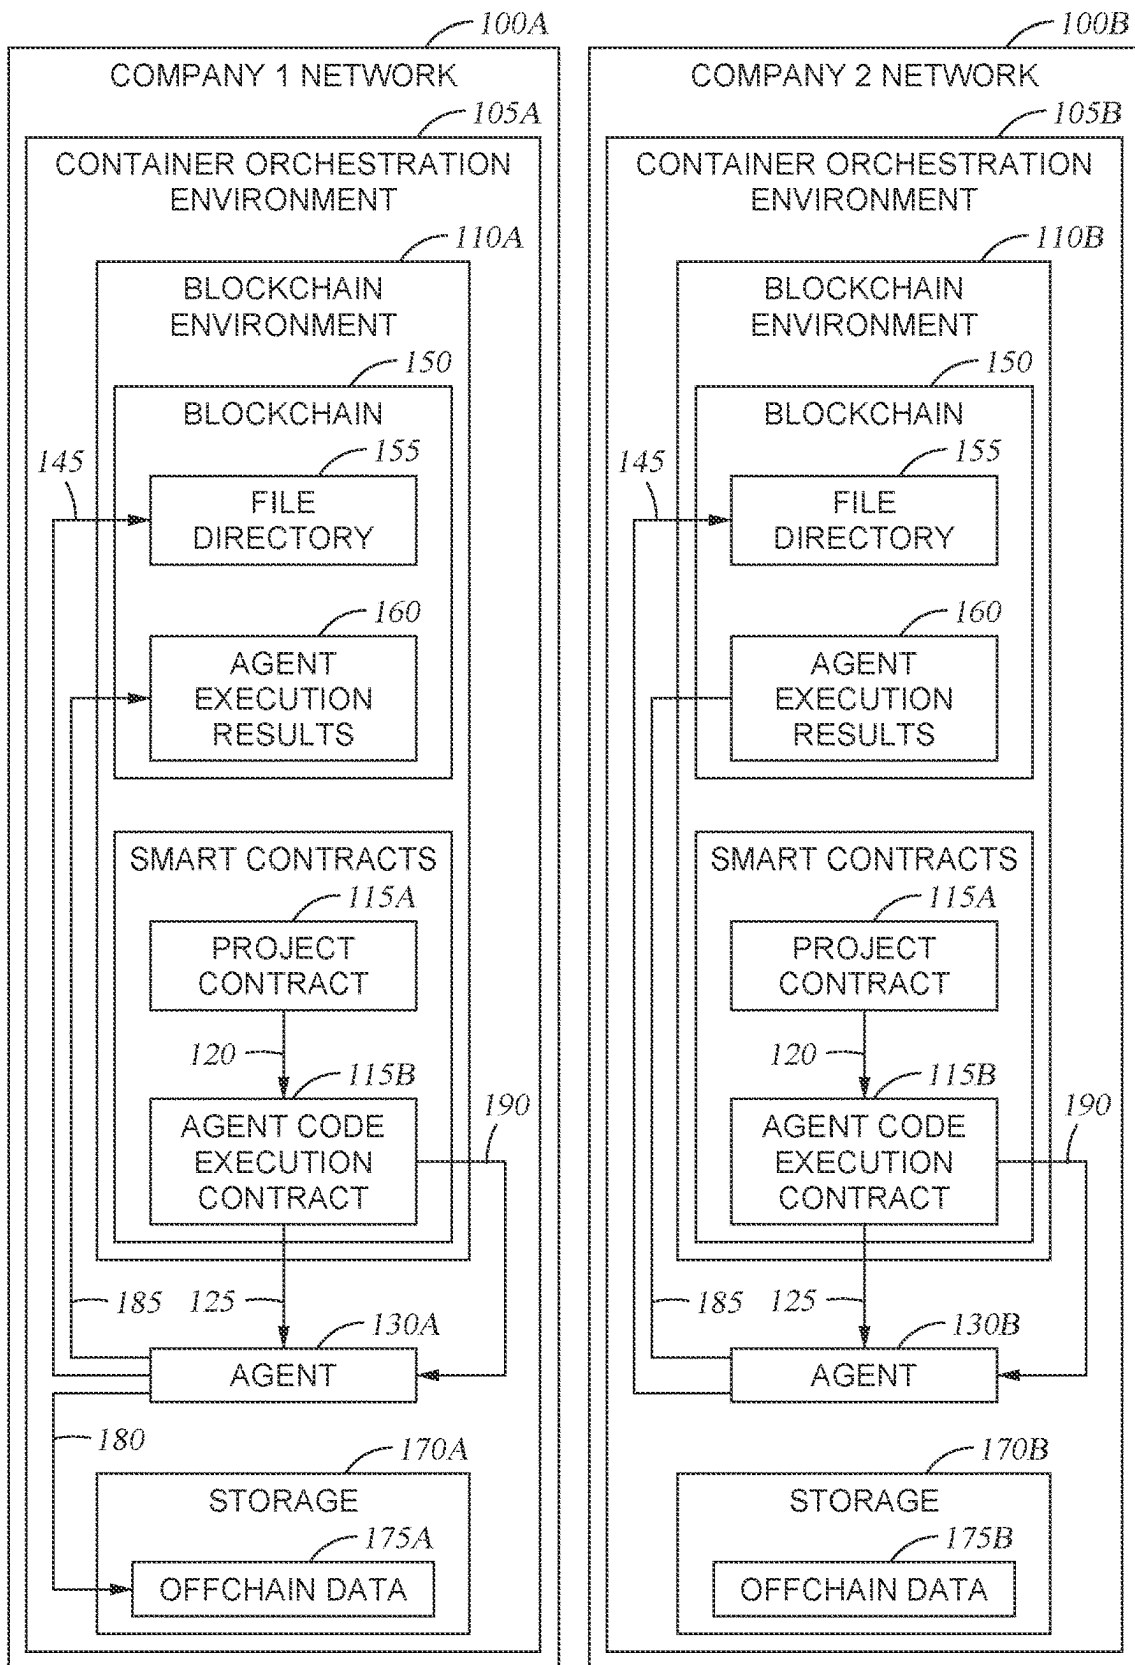 100A
COMPANY 1 NETWORK
105A
CONTAINER ORCHESTRATION
ENVIRONMENT
110A
BLOCKCHAIN
ENVIRONMENT
150
BLOCKCHAIN
145
155
FILE
DIRECTORY
160
AGENT
EXECUTION
RESULTS
SMART CONTRACTS
115A
PROJECT
CONTRACT
120
115B
AGENT CODE
EXECUTION
CONTRACT
190
185
125
130A
AGENT
180
170A
STORAGE
175A
OFFCHAIN DATA
100B
COMPANY 2 NETWORK
105B
CONTAINER ORCHESTRATION
ENVIRONMENT
110B
BLOCKCHAIN
ENVIRONMENT
150
BLOCKCHAIN
145
155
FILE
DIRECTORY
160
AGENT
EXECUTION
RESULTS
SMART CONTRACTS
115A
PROJECT
CONTRACT
120
115B
AGENT CODE
EXECUTION
CONTRACT
190
185
125
130B
AGENT
170B
STORAGE
175B
OFFCHAIN DATA